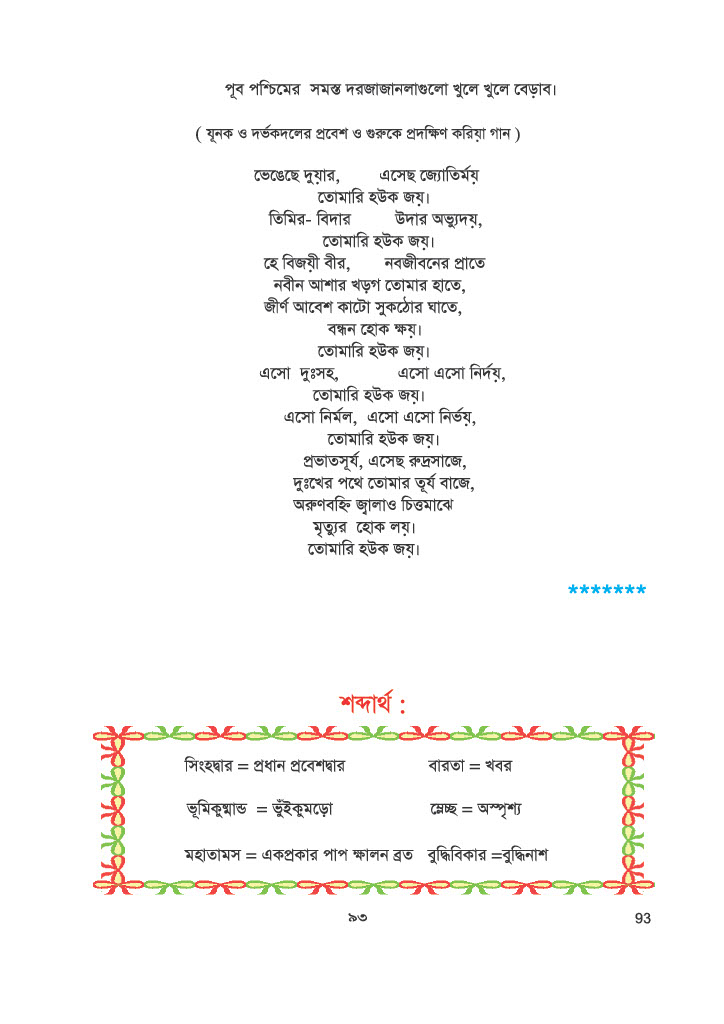 পূব পশ্চিমের সমস্ত দরজাজানলাগুলো খুলে খুলে বেড়াব।
( যূনক ও দর্ভকদলের প্রবেশ ও গুরুকে প্রদক্ষিণ করিয়া গান )
ভেঙেছে দুয়ার, এসেছ জ্যোতির্ময়
তোমারি হউক জয়।
তিমির- বিদার উদার অভ্যুদয়,
তোমারি হউক জয়।
হে বিজয়ী বীর, নবজীবনের প্রাতে
নবীন আশার খড়গ তোমার হাতে,
জীর্ণ আবেশ কাটো সুকঠোর ঘাতে,
বন্ধন হোক ক্ষয়।
তোমারি হউক জয়।
এসো দুঃসহ, এসো এসো নির্দয়,
তোমারি হউক জয়।
এসো নির্মল, এসো এসো নির্ভয়,
তোমারি হউক জয়।
প্রভাতসূর্য, এসেছ রুদ্রসাজে,
দুঃখের পথে তোমার তূর্য বাজে,
অরুণবহ্নি জ্বালাও চিত্তমাঝে
মৃত্যুর হোক লয়।
তোমারি হউক জয়।
*******
শব্দার্থ :
সিংহদ্বার = প্রধান প্রবেশদ্বার বারতা = খবর
ভূমিকুষ্মান্ড = ভুঁইকুমড়ো ম্লেচ্ছ = অস্পৃশ্য
মহাতামস = একপ্রকার পাপ ক্ষালন ব্রত বুদ্ধিবিকার =বুদ্ধিনাশ
৯৩ 93